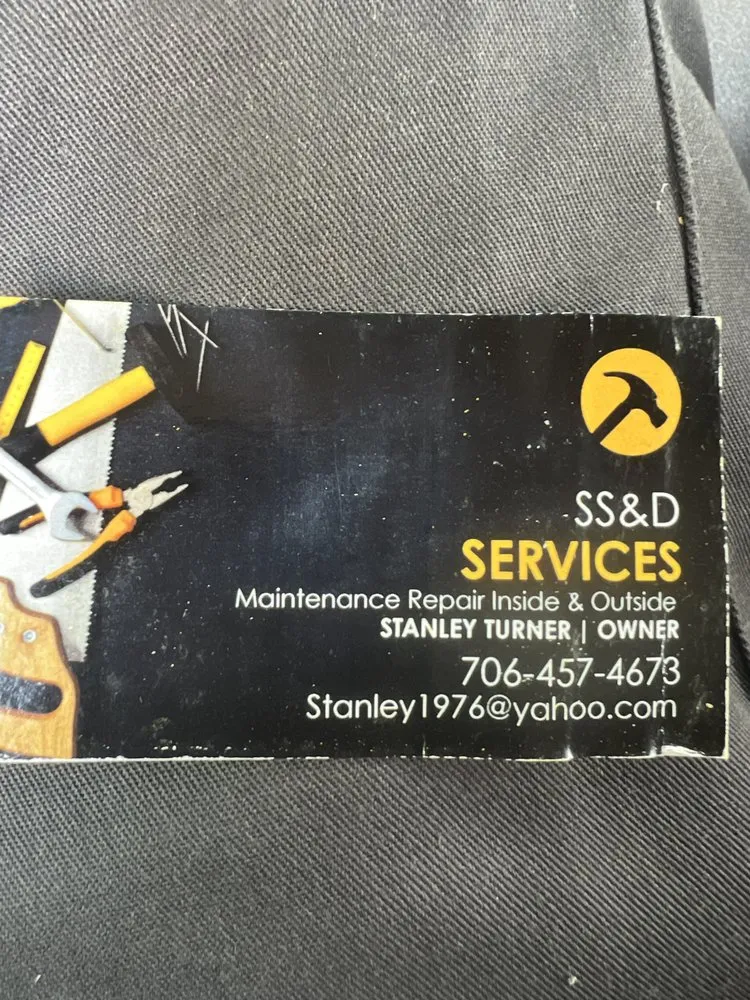 SS&D
SERVICES
Maintenance Repair Inside & Outside
STANLEY TURNER | OWNER
706-457-4673
Stanley1976@yahoo.com